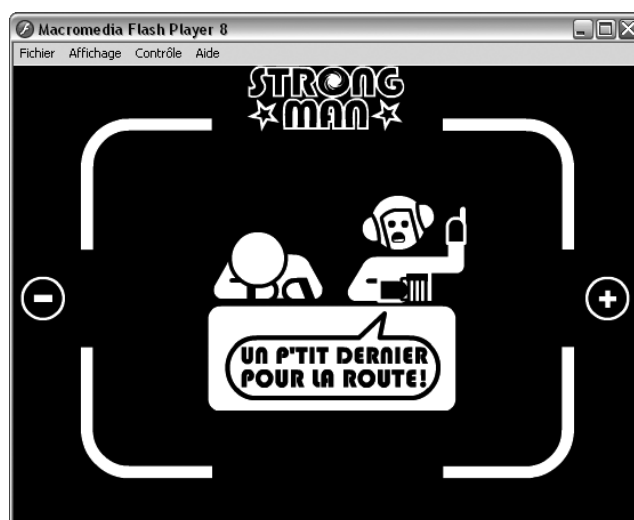 Macromedia Flash Player 8
Fichier Affichage Contrôle Aide
STRONG
MAN
UN P'TIT DERNIER
POUR LA ROUTE!